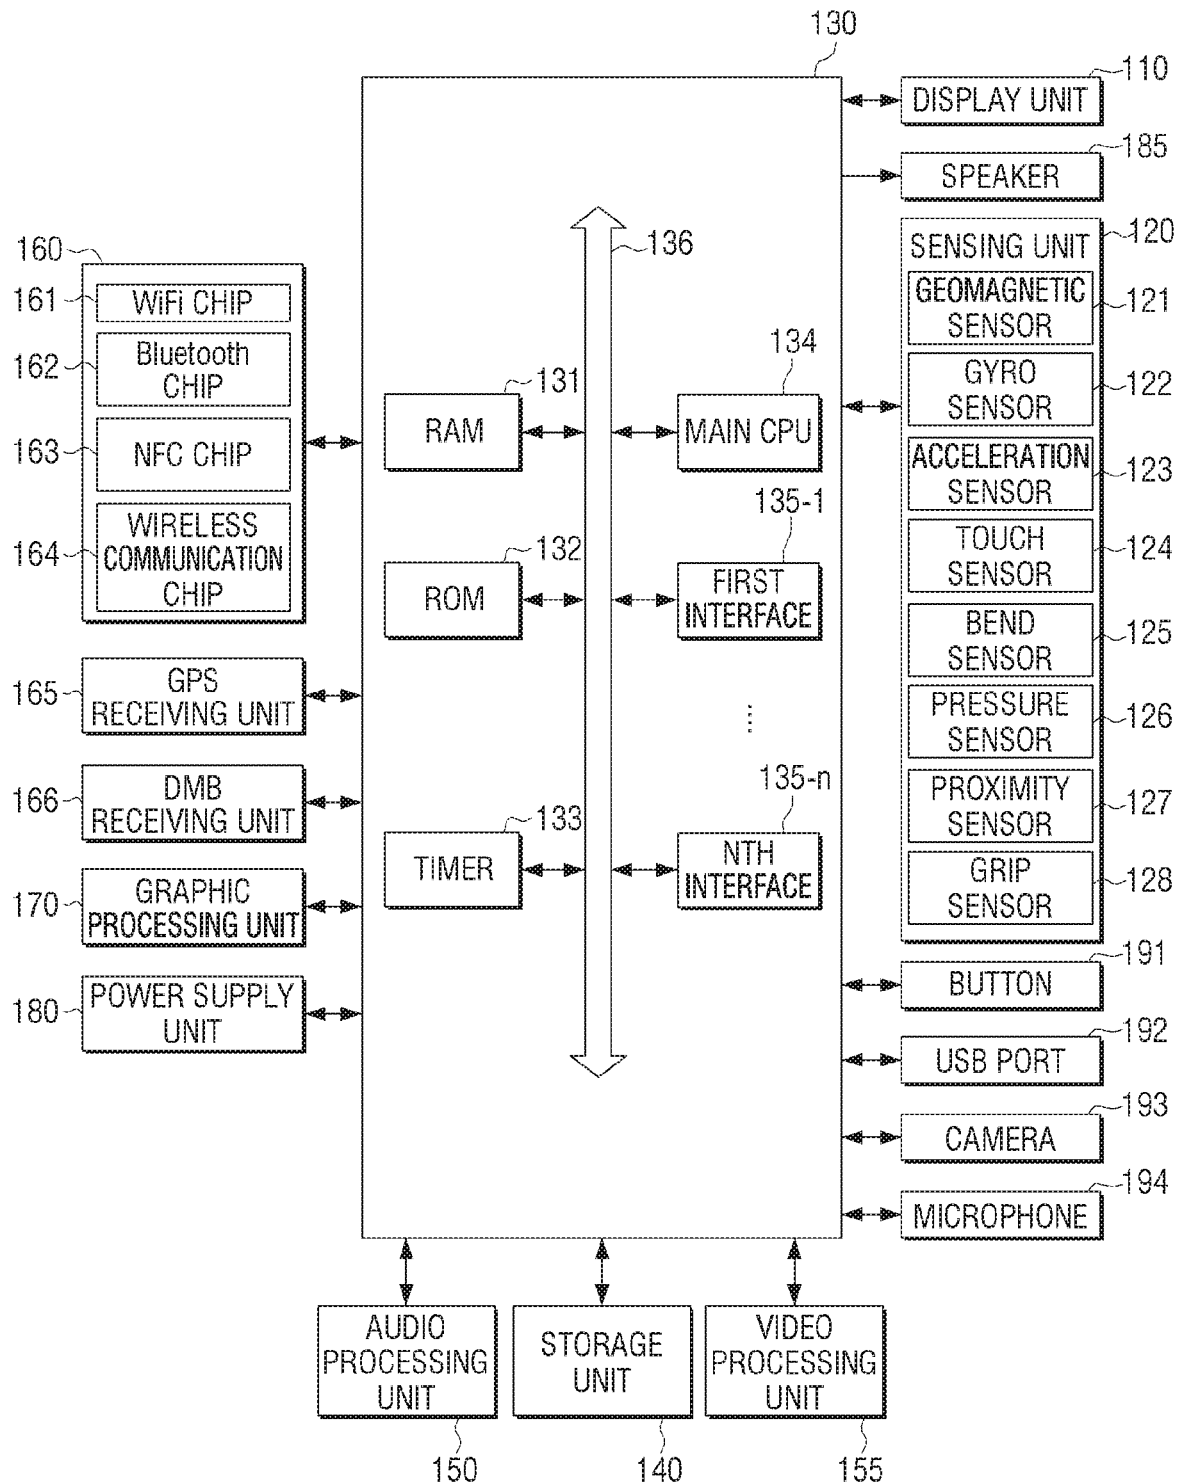 130
110
DISPLAY UNIT
185
SPEAKER
120
SENSING UNIT
GEOMAGNETIC
SENSOR
121
GYRO
SENSOR
122
ACCELERATION
SENSOR
123
TOUCH
SENSOR
124
BEND
SENSOR
125
PRESSURE
SENSOR
126
PROXIMITY
SENSOR
127
GRIP
SENSOR
128
191
BUTTON
192
USB PORT
193
CAMERA
194
MICROPHONE
136
160
161
WiFi CHIP
162
Bluetooth
CHIP
163
NFC CHIP
164
WIRELESS
COMMUNICATION
CHIP
165
GPS
RECEIVING UNIT
166
DMB
RECEIVING UNIT
170
GRAPHIC
PROCESSING UNIT
180
POWER SUPPLY
UNIT
131
RAM
134
MAIN CPU
132
ROM
135-1
FIRST
INTERFACE
...
133
TIMER
135-n
NTH
INTERFACE
AUDIO
PROCESSING
UNIT
150
STORAGE
UNIT
140
VIDEO
PROCESSING
UNIT
155